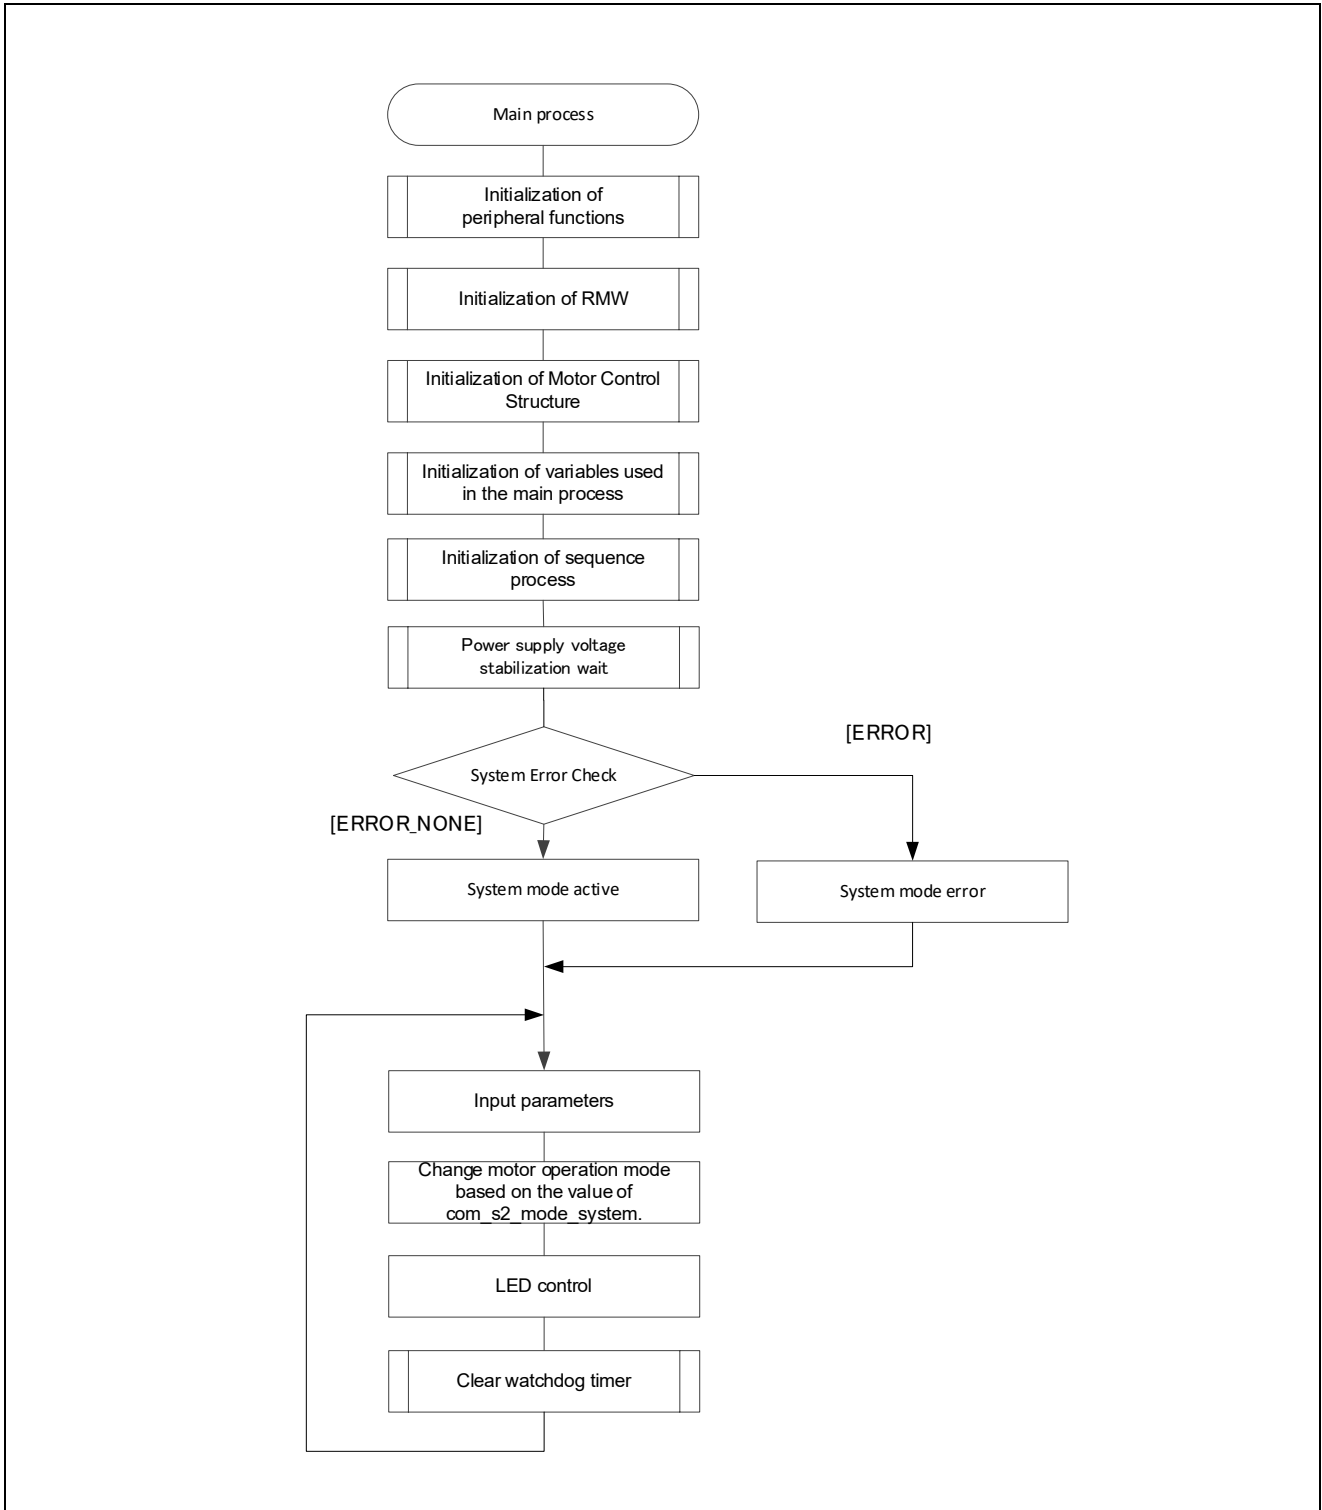 Main process
Initialization of
peripheral functions
Initialization of RMW
Initialization of Motor Control
Structure
Initialization of variables used
in the main process
Initialization of sequence
process
Power supply voltage
stabilization wait
[ERROR]
System Error Check
[ERROR_NONE]
System mode active
System mode error
Input parameters
Change motor operation mode
based on the value of
com_s2_mode_system.
LED control
Clear watchdog timer